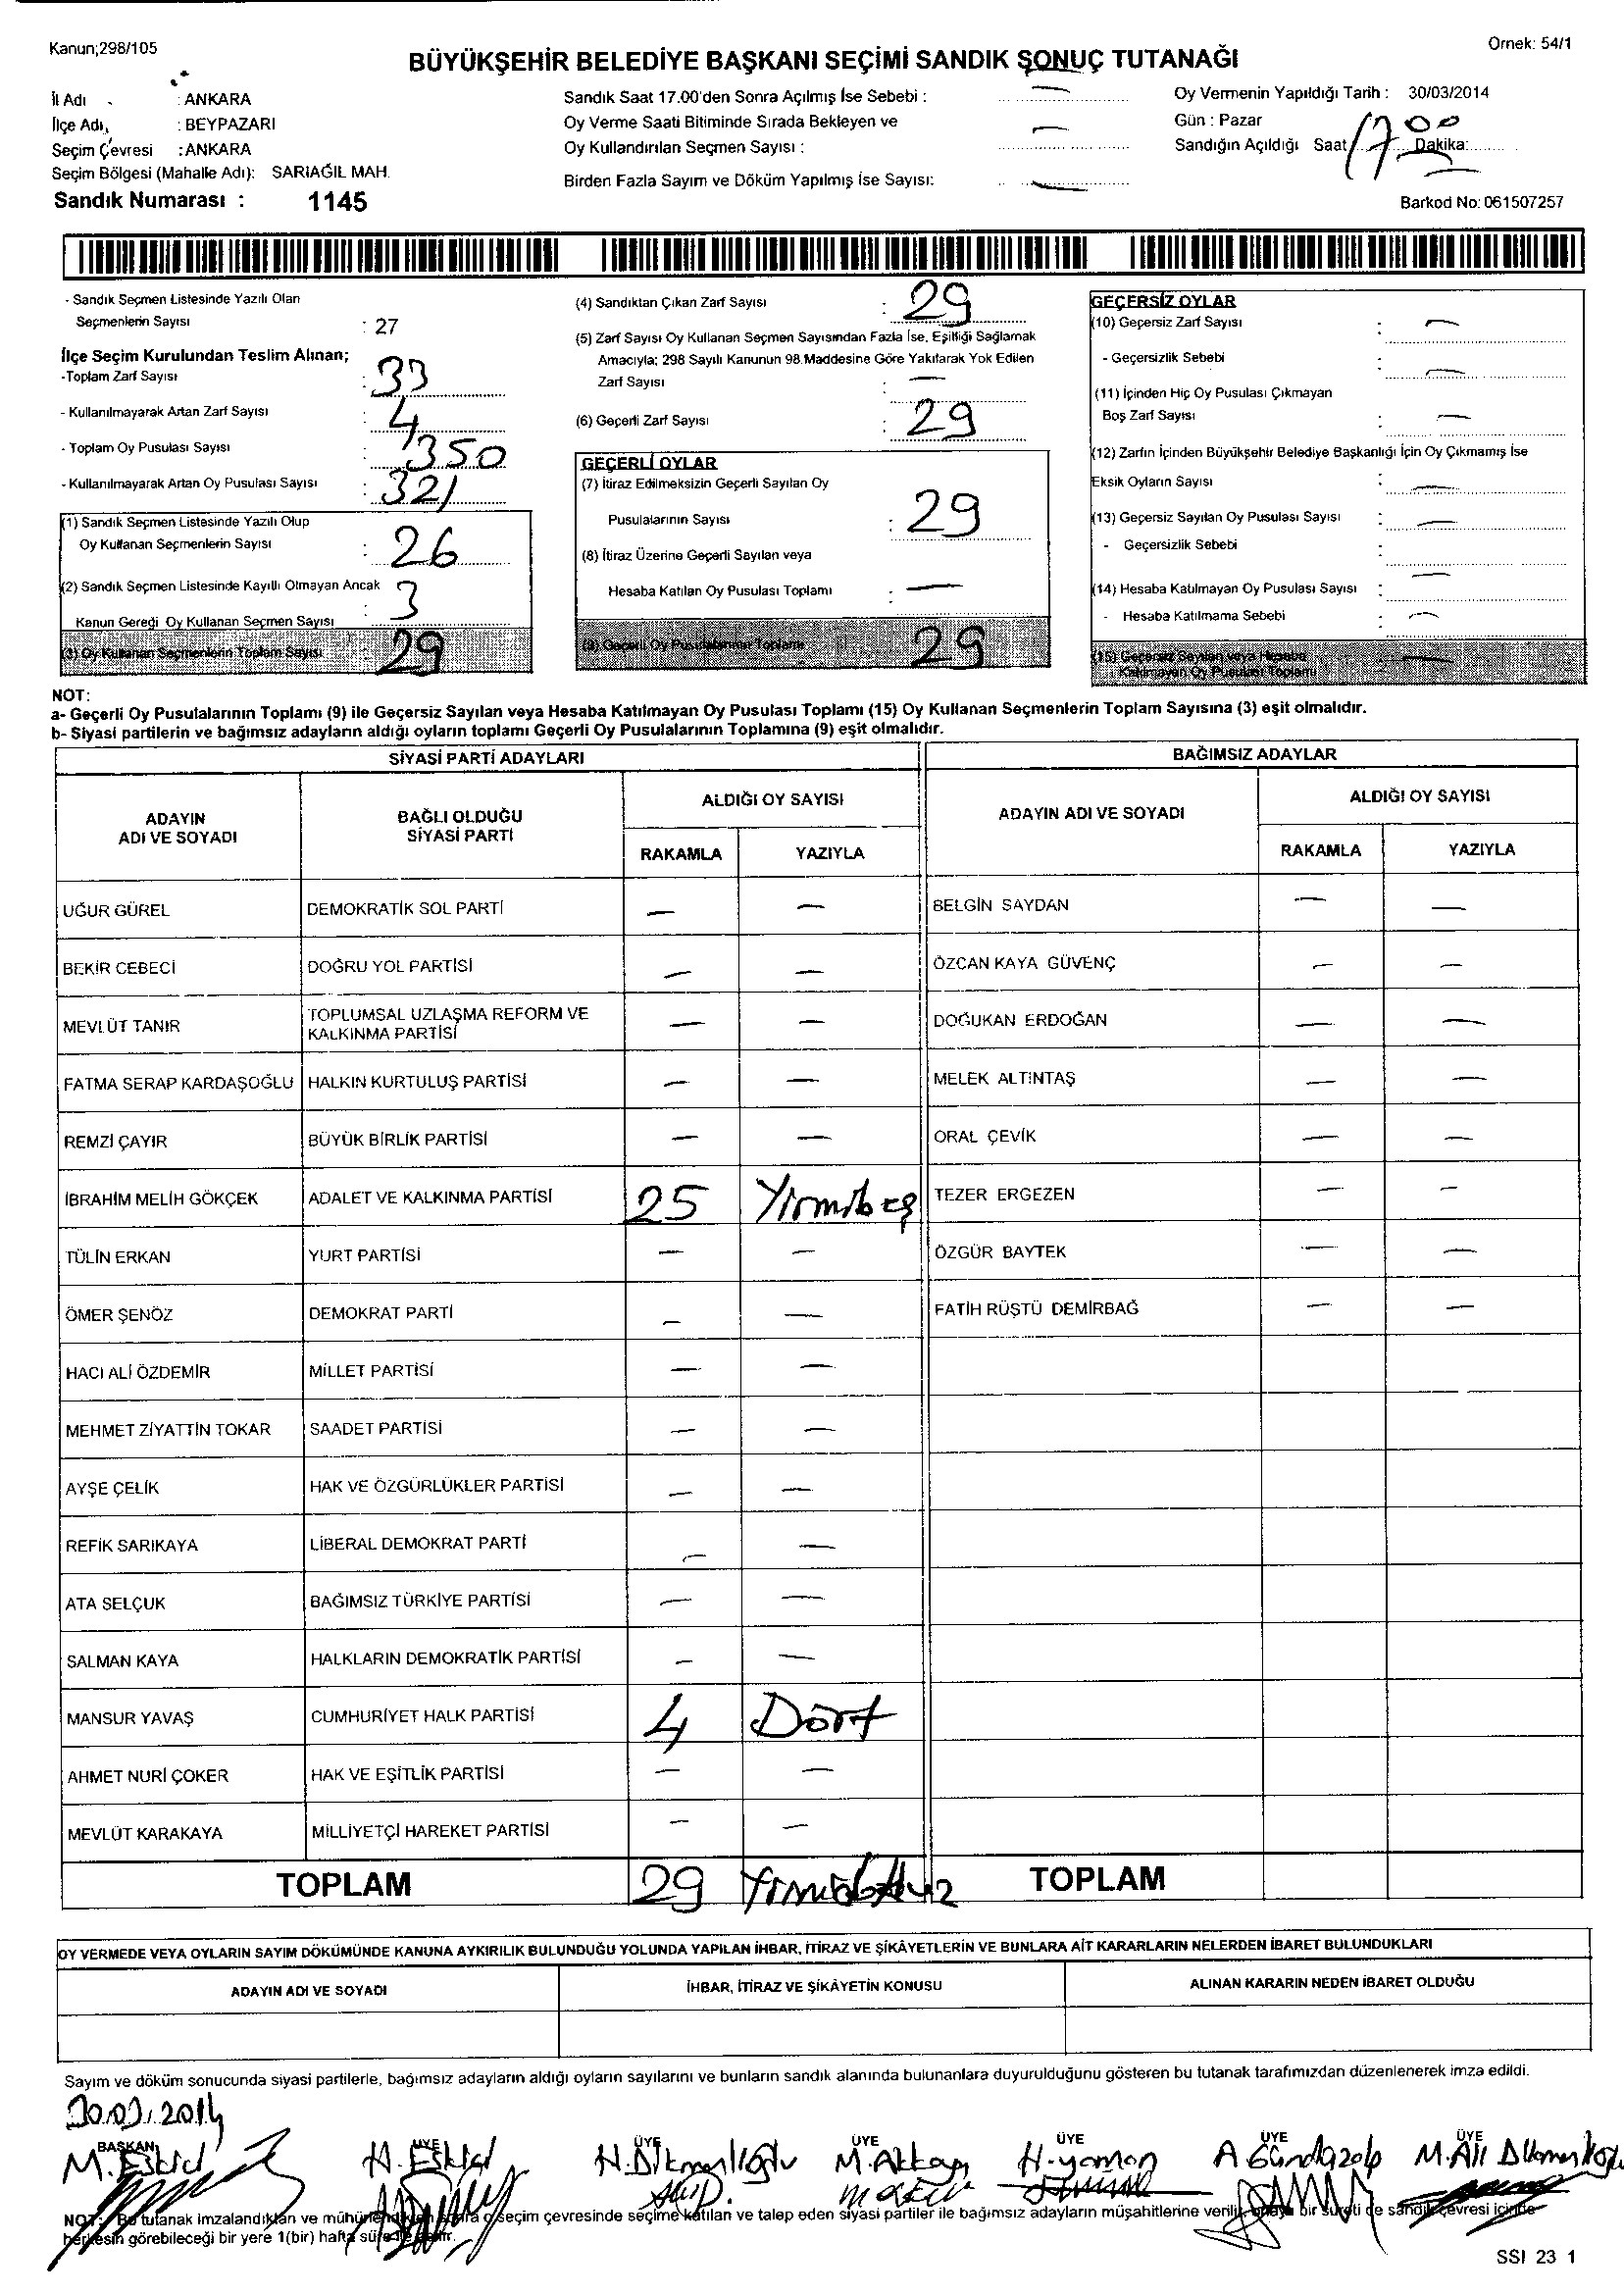 Kanun;298/105
Ornek: 54/1
BÜYÜKŞEHİR BELEDİYE BAŞKANI SEÇİMİ SANDIK SONUÇ TUTANAĞI
İl Adı : ANKARA
İlçe Adı : BEYPAZARI
Seçim Çevresi : ANKARA
Seçim Bölgesi (Mahalle Adı): SARIAĞIL MAH.
Sandık Numarası : 1145
Sandık Saat 17.00'den Sonra Açılmış İse Sebebi : —
Oy Verme Saati Bitiminde Sırada Bekleyen ve
Oy Kullandırılan Seçmen Sayısı : —
Birden Fazla Sayım ve Döküm Yapılmış İse Sayısı: —
Oy Vermenin Yapıldığı Tarih : 30/03/2014
Gün : Pazar
Sandığın Açıldığı Saat 17 Dakika: 00
Barkod No: 061507257
- Sandık Seçmen Listesinde Yazılı Olan
Seçmenlerin Sayısı : 27
İlçe Seçim Kurulundan Teslim Alınan;
-Toplam Zarf Sayısı : 33
- Kullanılmayarak Artan Zarf Sayısı : 4
- Toplam Oy Pusulası Sayısı : 350
- Kullanılmayarak Artan Oy Pusulası Sayısı : 321
(1) Sandık Seçmen Listesinde Yazılı Olup
Oy Kullanan Seçmenlerin Sayısı : 26
(2) Sandık Seçmen Listesinde Kayıtlı Olmayan Ancak
Kanun Gereği Oy Kullanan Seçmen Sayısı : 3
(3) Oy Kullanan Seçmenlerin Toplam Sayısı 29
(4) Sandıktan Çıkan Zarf Sayısı : 29
(5) Zarf Sayısı Oy Kullanan Seçmen Sayısından Fazla İse, Eşitliği Sağlamak
Amacıyla; 298 Sayılı Kanunun 98.Maddesine Göre Yakılarak Yok Edilen
Zarf Sayısı : —
(6) Geçerli Zarf Sayısı : 29
GEÇERLİ OYLAR
(7) İtiraz Edilmeksizin Geçerli Sayılan Oy
Pusulalarının Sayısı : 29
(8) İtiraz Üzerine Geçerli Sayılan veya
Hesaba Katılan Oy Pusulası Toplamı : —
(9) Geçerli Oy Pusulalarının Toplamı 29
GEÇERSİZ OYLAR
(10) Geçersiz Zarf Sayısı : —
- Geçersizlik Sebebi : —
(11) İçinden Hiç Oy Pusulası Çıkmayan
Boş Zarf Sayısı : —
(12) Zarfın İçinden Büyükşehir Belediye Başkanlığı İçin Oy Çıkmamış İse
Eksik Oyların Sayısı : —
(13) Geçersiz Sayılan Oy Pusulası Sayısı : —
- Geçersizlik Sebebi : —
(14) Hesaba Katılmayan Oy Pusulası Sayısı : —
- Hesaba Katılmama Sebebi : —
(15) Geçersiz Sayılan veya Hesaba
Katılmayan Oy Pusulası Toplamı —
NOT:
a- Geçerli Oy Pusulalarının Toplamı (9) ile Geçersiz Sayılan veya Hesaba Katılmayan Oy Pusulası Toplamı (15) Oy Kullanan Seçmenlerin Toplam Sayısına (3) eşit olmalıdır.
b- Siyasi partilerin ve bağımsız adayların aldığı oyların toplamı Geçerli Oy Pusulalarının Toplamına (9) eşit olmalıdır.
SİYASİ PARTİ ADAYLARI
ADAYIN ADI VE SOYADI
BAĞLI OLDUĞU SİYASİ PARTİ
ALDIĞI OY SAYISI
RAKAMLA YAZIYLA
UĞUR GÜREL DEMOKRATİK SOL PARTİ — —
BEKİR CEBECİ DOĞRU YOL PARTİSİ — —
MEVLÜT TANIR TOPLUMSAL UZLAŞMA REFORM VE KALKINMA PARTİSİ — —
FATMA SERAP KARDAŞOĞLU HALKIN KURTULUŞ PARTİSİ — —
REMZİ ÇAYIR BÜYÜK BİRLİK PARTİSİ — —
İBRAHİM MELİH GÖKÇEK ADALET VE KALKINMA PARTİSİ 25 Yirmibeş
TÜLİN ERKAN YURT PARTİSİ — —
ÖMER ŞENÖZ DEMOKRAT PARTİ — —
HACI ALİ ÖZDEMİR MİLLET PARTİSİ — —
MEHMET ZİYATTİN TOKAR SAADET PARTİSİ — —
AYŞE ÇELİK HAK VE ÖZGÜRLÜKLER PARTİSİ — —
REFİK SARIKAYA LİBERAL DEMOKRAT PARTİ — —
ATA SELÇUK BAĞIMSIZ TÜRKİYE PARTİSİ — —
SALMAN KAYA HALKLARIN DEMOKRATİK PARTİSİ — —
MANSUR YAVAŞ CUMHURİYET HALK PARTİSİ 4 Dört
AHMET NURİ ÇOKER HAK VE EŞİTLİK PARTİSİ — —
MEVLÜT KARAKAYA MİLLİYETÇİ HAREKET PARTİSİ — —
TOPLAM 29 Yirmidokuz
BAĞIMSIZ ADAYLAR
ADAYIN ADI VE SOYADI
ALDIĞI OY SAYISI
RAKAMLA YAZIYLA
BELGİN SAYDAN — —
ÖZCAN KAYA GÜVENÇ — —
DOĞUKAN ERDOĞAN — —
MELEK ALTINTAŞ — —
ORAL ÇEVİK — —
TEZER ERGEZEN — —
ÖZGÜR BAYTEK — —
FATİH RÜŞTÜ DEMİRBAĞ — —
TOPLAM
OY VERMEDE VEYA OYLARIN SAYIM DÖKÜMÜNDE KANUNA AYKIRILIK BULUNDUĞU YOLUNDA YAPILAN İHBAR, İTİRAZ VE ŞİKÂYETLERİN VE BUNLARA AİT KARARLARIN NELERDEN İBARET BULUNDUKLARI
ADAYIN ADI VE SOYADI İHBAR, İTİRAZ VE ŞİKÂYETİN KONUSU ALINAN KARARIN NEDEN İBARET OLDUĞU
Sayım ve döküm sonucunda siyasi partilerle, bağımsız adayların aldığı oyların sayılarını ve bunların sandık alanında bulunanlara duyurulduğunu gösteren bu tutanak tarafımızdan düzenlenerek imza edildi.
30.03.2014
BAŞKAN ÜYE ÜYE ÜYE ÜYE ÜYE ÜYE
M. Eskici H. Eskici H. Dikmenlioğlu M. Akkaya H. yaman
NOT: Bu tutanak imzalandıktan ve mühürlendikten sonra o seçim çevresinde seçime katılan ve talep eden siyasi partiler ile bağımsız adayların müşahitlerine verilir, onaylı bir sureti de sandık çevresi içinde
herkesin görebileceği bir yere 1(bir) hafta süre ile asılır.
SSI 23 1